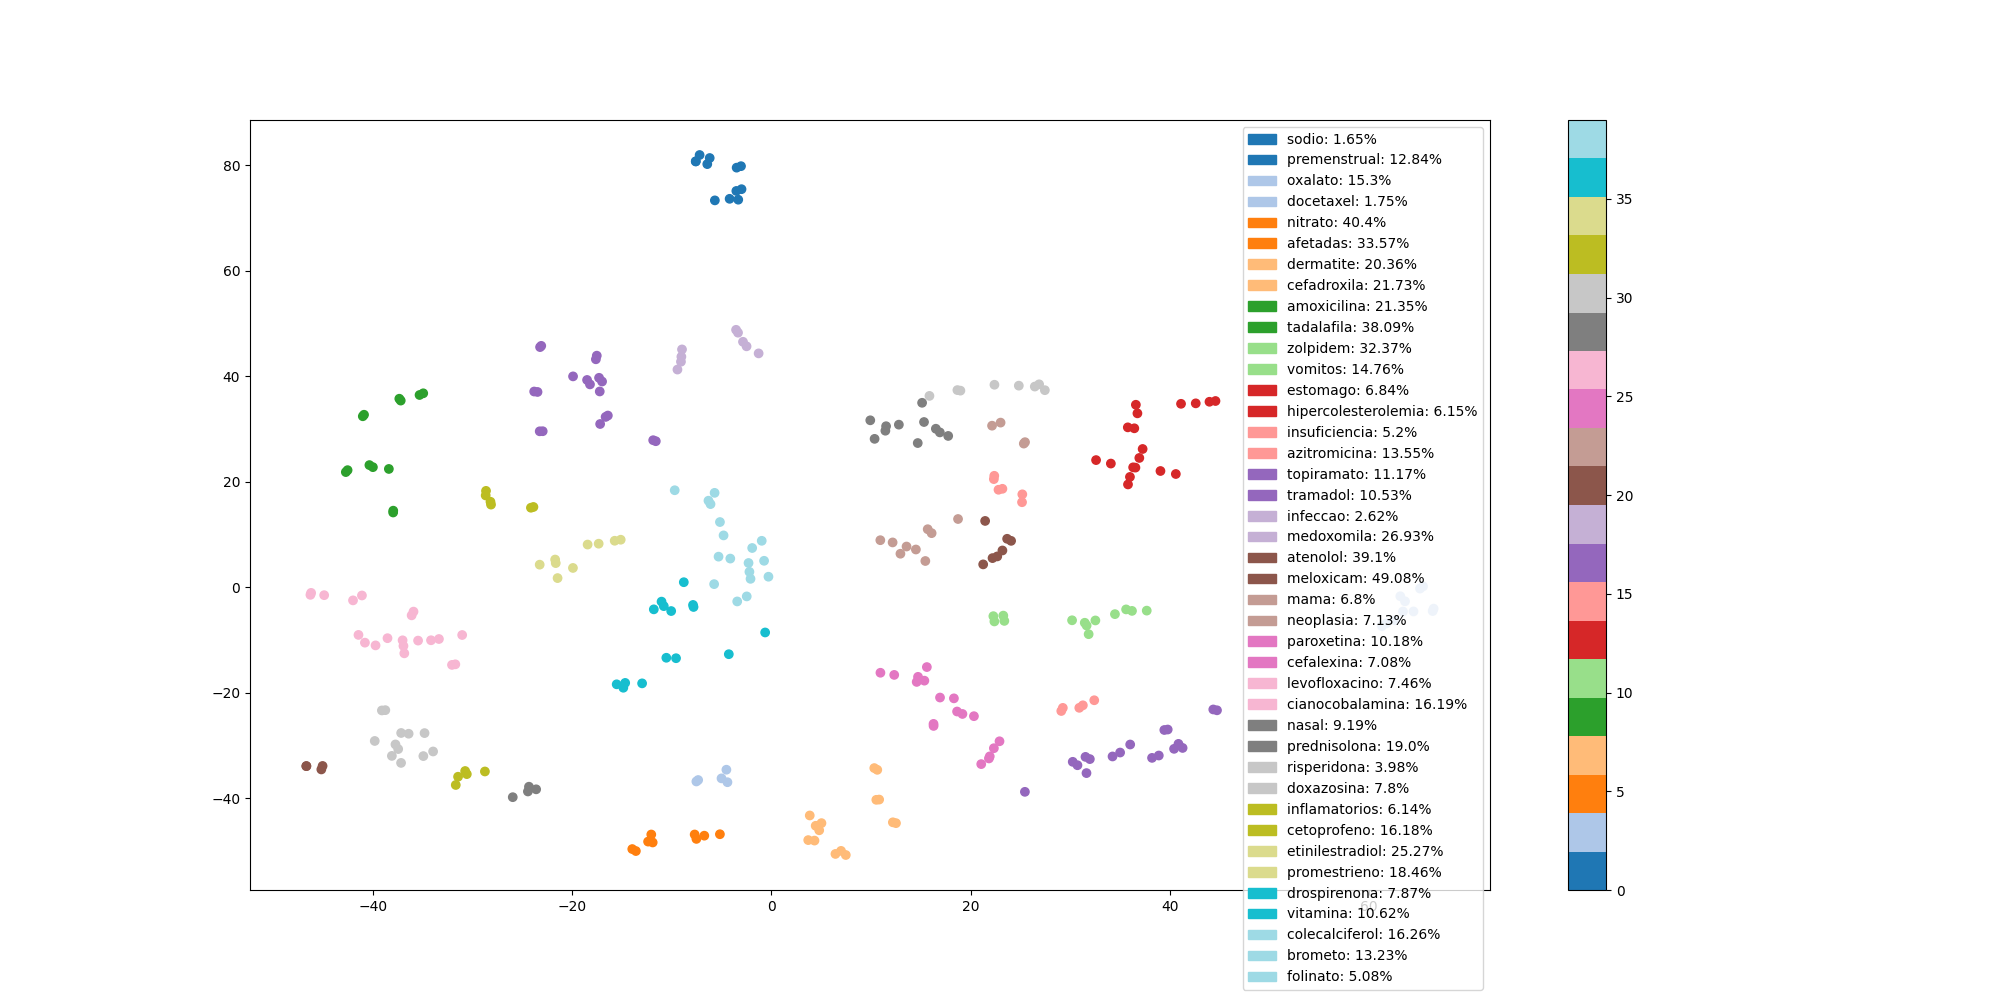 80
60
40
20
0
−20
−40
−40
−20
0
20
40
60
sodio: 1.65%
premenstrual: 12.84%
oxalato: 15.3%
docetaxel: 1.75%
nitrato: 40.4%
afetadas: 33.57%
dermatite: 20.36%
cefadroxila: 21.73%
amoxicilina: 21.35%
tadalafila: 38.09%
zolpidem: 32.37%
vomitos: 14.76%
estomago: 6.84%
hipercolesterolemia: 6.15%
insuficiencia: 5.2%
azitromicina: 13.55%
topiramato: 11.17%
tramadol: 10.53%
infeccao: 2.62%
medoxomila: 26.93%
atenolol: 39.1%
meloxicam: 49.08%
mama: 6.8%
neoplasia: 7.13%
paroxetina: 10.18%
cefalexina: 7.08%
levofloxacino: 7.46%
cianocobalamina: 16.19%
nasal: 9.19%
prednisolona: 19.0%
risperidona: 3.98%
doxazosina: 7.8%
inflamatorios: 6.14%
cetoprofeno: 16.18%
etinilestradiol: 25.27%
promestrieno: 18.46%
drospirenona: 7.87%
vitamina: 10.62%
colecalciferol: 16.26%
brometo: 13.23%
folinato: 5.08%
35
30
25
20
15
10
5
0